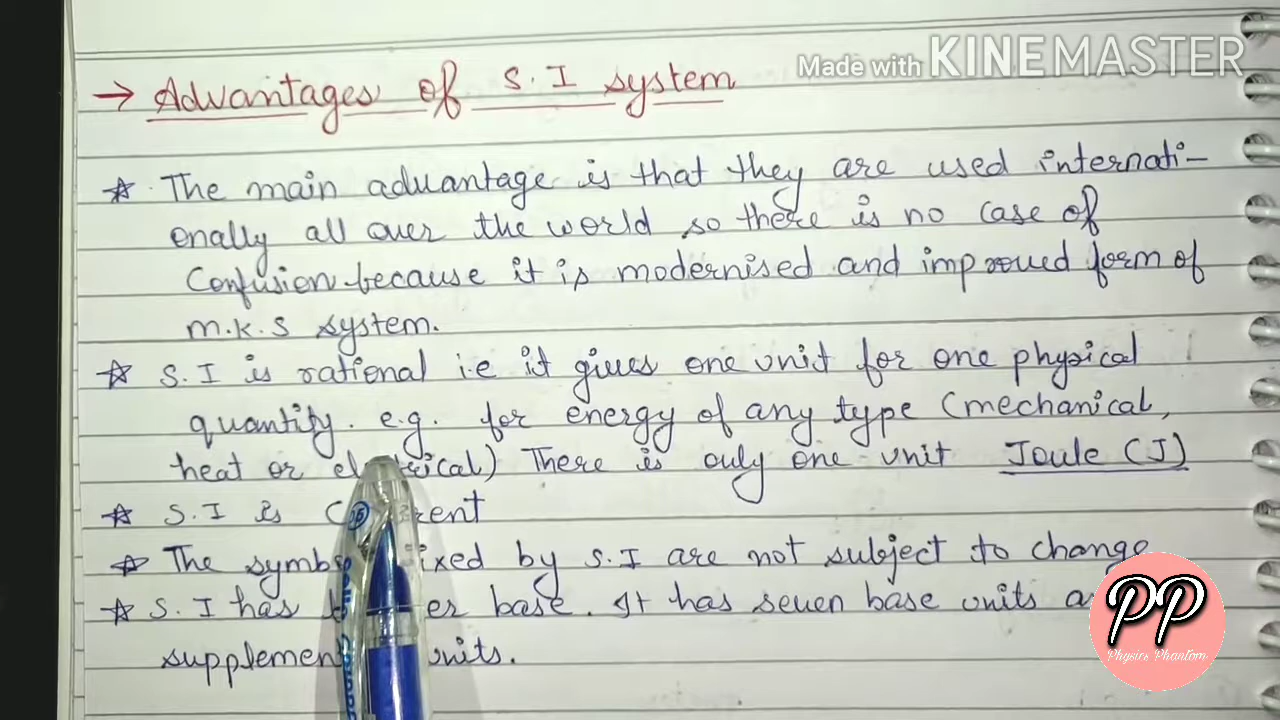 Made with KINEMASTER
→ Advantages of S.I system
☆ The main advantage is that they are used internati-
onally all over the world so there is no case of
Confusion because it is modernised and improved form of
m.k.s system.
☆ S.I is rational i.e it gives one unit for one physical
quantity. e.g. for energy of any type (mechanical,
heat or electrical) There is only one unit Joule (J)
☆ S.I is
☆ The symbols fixed by S.I are not subject to change
☆ S.I has base. It has seven base units
units.
PP
Physics Phantom